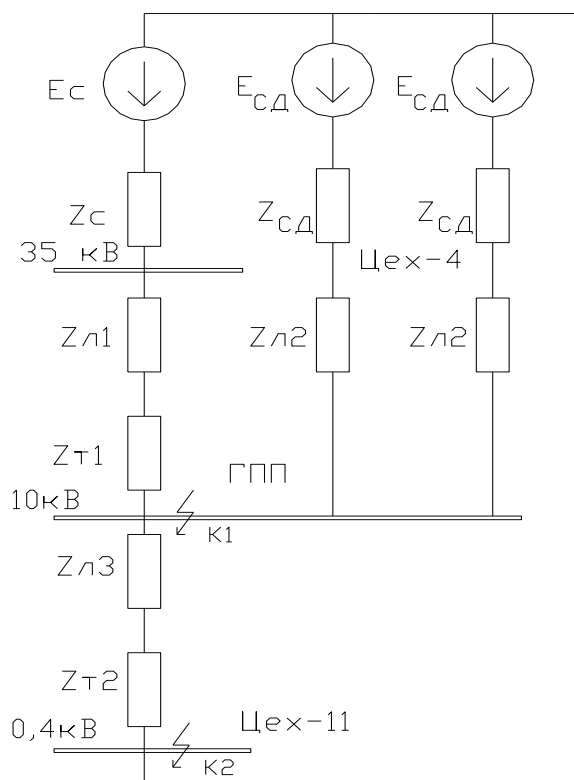 Ec
EСД
EСД
Zc
ZСД
ZСД
35 кВ
Цех-4
Zл1
Zл2
Zл2
Zт1
ГПП
10кВ
К1
Zл3
Zт2
Цех-11
0,4кВ
К2